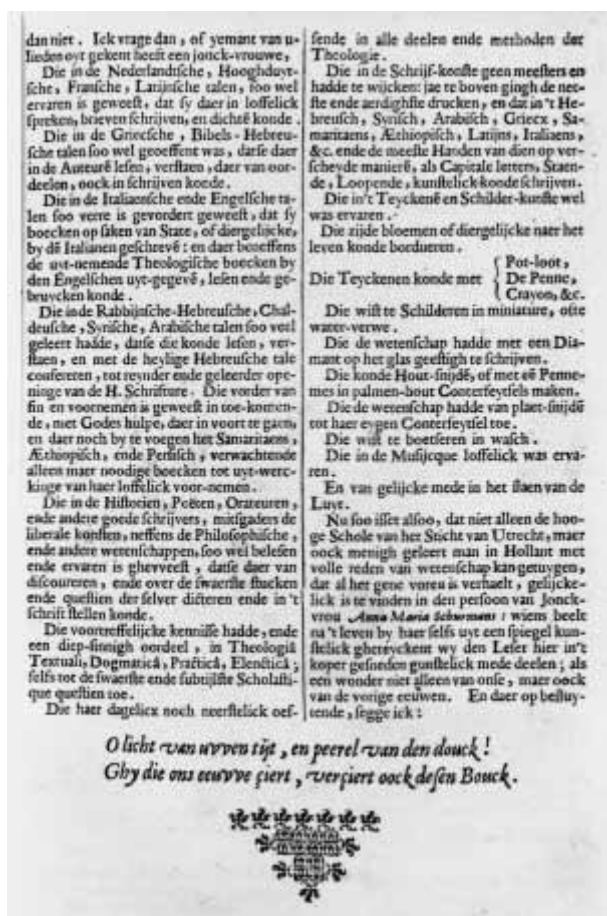 dan niet. Ick vrage dan, of yemant van u-
lieden oyt gekent heeft een jonck-vrouwe,
Die in de Nederlandtsche, Hooghduyt-
sche, Fransche, Latijnsche talen, soo wel
ervaren is geweest, dat sy daer in loffelick
spreken, brieven schrijven, en dichtē konde.
Die in de Griecsche, Bibels-Hebreu-
sche talen soo wel geoeffent was, datse daer
in de Auteurē lesen, verstaen, daer van oor-
deelen, oock in schrijven konde.
Die in de Italiaensche ende Engelsche ta-
len soo verre is gevordert geweest, dat sy
boecken op saken van State, of diergelijcke,
by dē Italianen geschrevē: en daer beneffens
de uyt-nemende Theologische boecken by
den Engelschen uyt-gegevē, lesen ende ge-
bruycken konde.
Die in de Rabbijnsche-Hebreusche, Chal-
deusche, Syrische, Arabische talen soo veel
geleert hadde, datse die konde lesen, ver-
staen, en met de heylige Hebreusche tale
confereren, tot reynder ende geleerder ope-
ninge van de H. Schrifture. Die vorder van
sin en voornemen is geweest in toe-komen-
de, met Godes hulpe, daer in voort te gaen,
en daer noch by te voegen het Samaritaens,
Æthiopisch, ende Persisch, verwachtende
alleen maer noodige boecken tot uyt-werc-
kinge van haer loffelick voor-nemen.
Die in de Historien, Poëten, Orateuren,
ende andere goede schrijvers, mitsgaders de
liberale konsten, neffens de Philosophische,
ende andere wetenschappen, soo wel belesen
ende ervaren is gheweest, datse daer van
discoureren, ende over de swaerste stucken
ende questien der selver dicteren ende in 't
schrift stellen konde.
Die voortreffelijcke kennisse hadde, ende
een diep-sinnigh oordeel, in Theologiâ
Textuali, Dogmaticâ, Practicâ, Elencticâ;
selfs tot de swaerste ende subtijlste Scholasti-
que questien toe.
Die haer dagelicx noch neerstelick oef-
fende in alle deelen ende methoden der
Theologie.
Die in de Schrijf-konste geen meesters en
hadde te wijcken: jae te boven gingh de net-
ste ende aerdighste drucken, en dat in 't He-
breusch, Syrisch, Arabisch, Griecx, Sa-
maritaens, Æthiopisch, Latijns, Italiaens,
&c. ende de meeste Handen van dien op ver-
scheyde manierē, als Capitale letters, Staen-
de, Loopende, kunstelick konde schrijven.
Die in't Teyckenē en Schilder-kunste wel
was ervaren.
Die zijde bloemen of diergelijcke naer het
leven konde bordueren.
Die Teyckenen konde met { Pot-loot,
De Penne,
Crayon, &c.
Die wist te Schilderen in miniature, ofte
water-verwe.
Die de wetenschap hadde met een Dia-
mant op het glas geestigh te schrijven.
Die konde Hout-snijdē, of met eē Penne-
mes in palmen-hout Conterfeytsels maken.
Die de wetenschap hadde van plaet-snijdē
tot haer eygen Conterfeytsel toe.
Die wist te boetseren in wasch.
Die in de Musijcque loffelick was erva-
ren.
En van gelijcke mede in het slaen van de
Luyt.
Nu soo isset alsoo, dat niet alleen de hoo-
ge Schole van het Sticht van Utrecht, maer
oock menigh geleert man in Hollant met
volle reden van wetenschap kan getuygen,
dat al het gene voren is verhaelt, gelijcke-
lick is te vinden in den persoon van Jonck-
vrou Anna Maria Schurmans: wiens beelt
na 't leven by haer selfs uyt een spiegel kun-
stelick ghereyckent wy den Leser hier in't
koper gesneden gunstelick mede deelen; als
een wonder niet alleen van onse, maer oock
van de vorige eeuwen. En daer op besluy-
tende, segge ick:
O licht van uwen tijt, en peerel van den douck!
Ghy die ons eeuwe çiert, verçiert oock desen Bouck.